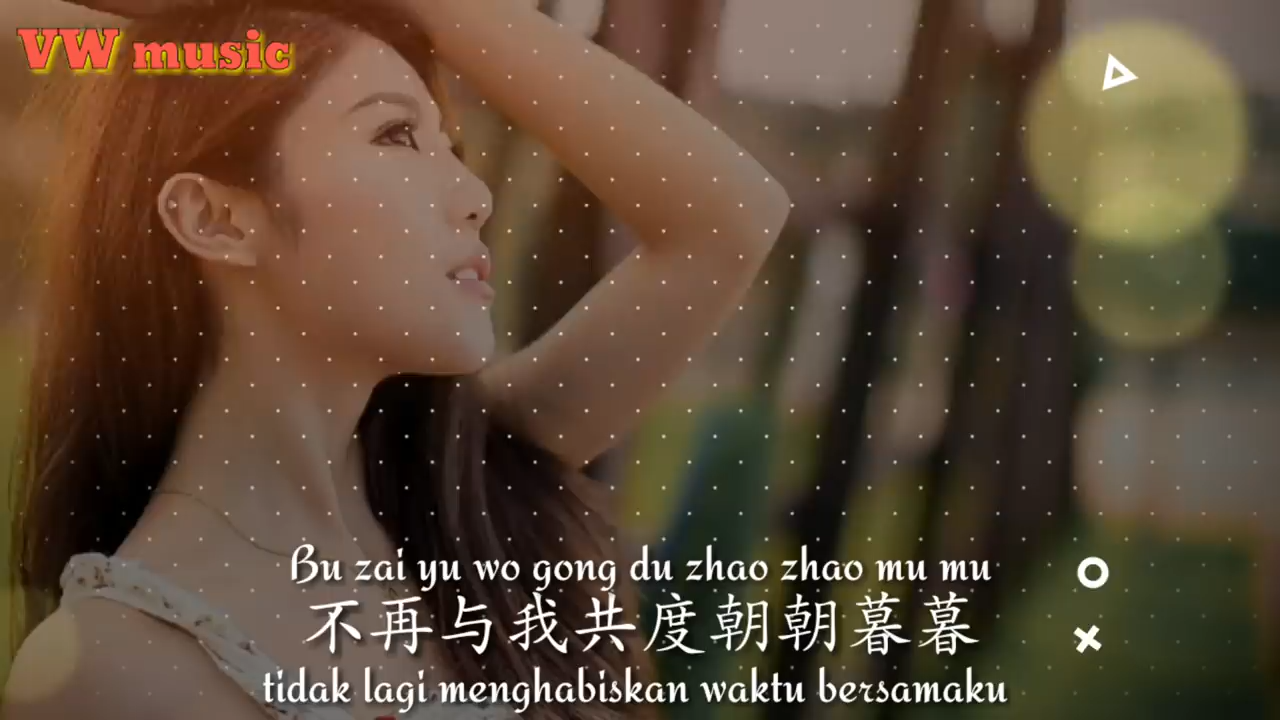 VW music
Bu zai yu wo gong du zhao zhao mu mu
不再与我共度朝朝暮暮
tidak lagi menghabiskan waktu bersamaku